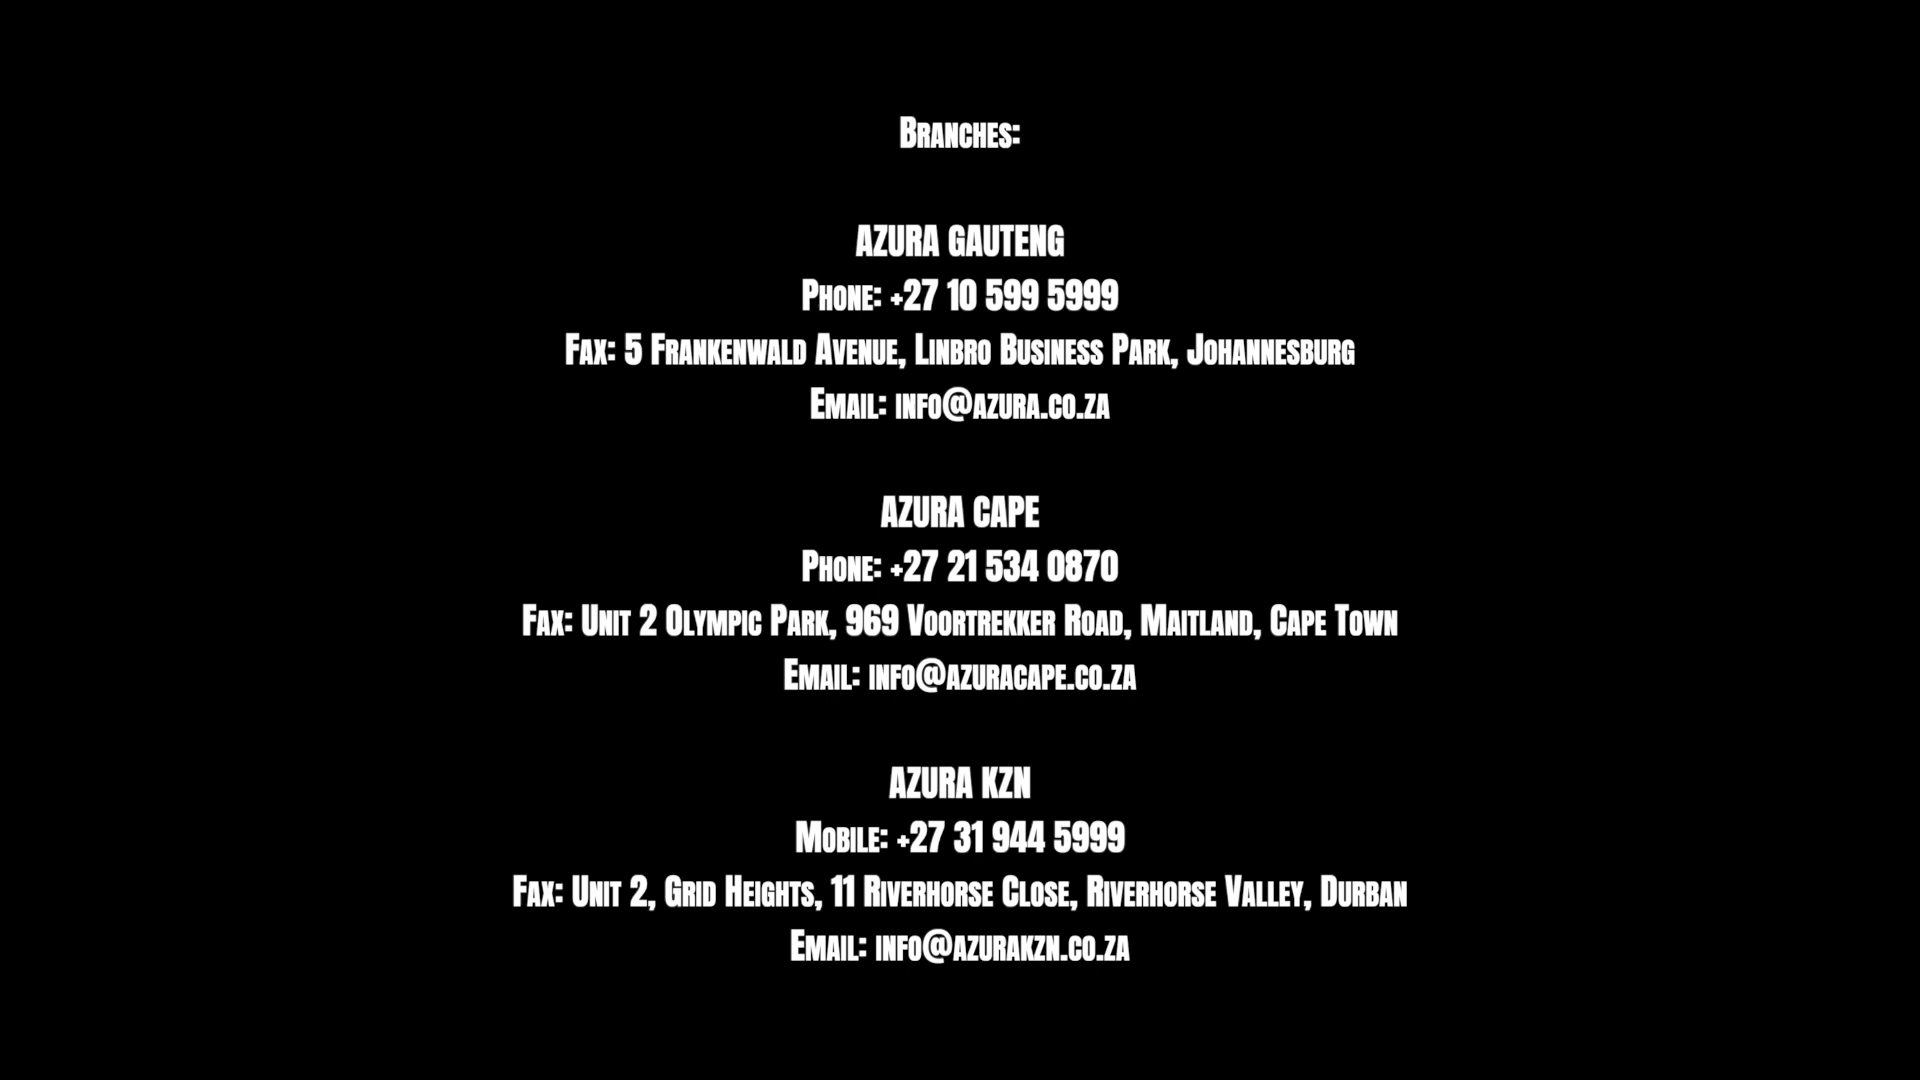 Branches:
AZURA GAUTENG
Phone: +27 10 599 5999
Fax: 5 Frankenwald Avenue, Linbro Business Park, Johannesburg
Email: info@azura.co.za
AZURA CAPE
Phone: +27 21 534 0870
Fax: Unit 2 Olympic Park, 969 Voortrekker Road, Maitland, Cape Town
Email: info@azuracape.co.za
AZURA KZN
Mobile: +27 31 944 5999
Fax: Unit 2, Grid Heights, 11 Riverhorse Close, Riverhorse Valley, Durban
Email: info@azurakzn.co.za